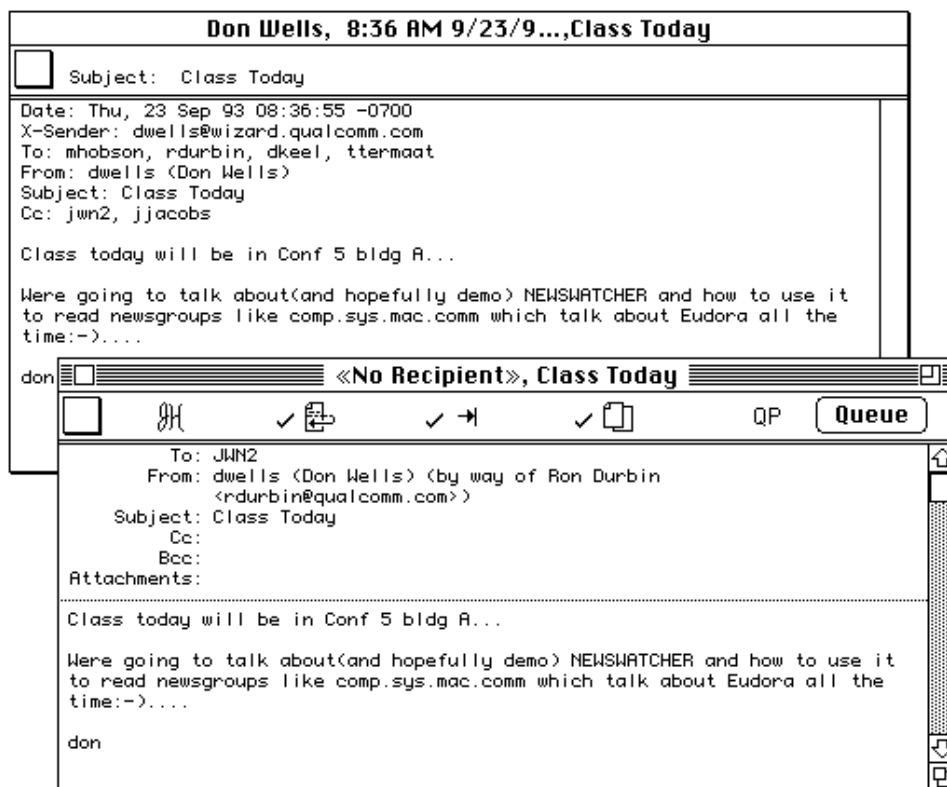 Don Wells, 8:36 AM 9/23/9...,Class Today
Subject: Class Today
Date: Thu, 23 Sep 93 08:36:55 -0700
X-Sender: dwells@wizard.qualcomm.com
To: mhobson, rdurbin, dkeel, ttermaat
From: dwells (Don Wells)
Subject: Class Today
Cc: jwn2, jjacobs
Class today will be in Conf 5 bldg A...
Were going to talk about(and hopefully demo) NEWSWATCHER and how to use it
to read newsgroups like comp.sys.mac.comm which talk about Eudora all the
time:-)....
don
«No Recipient», Class Today
QP Queue
To: JWN2
From: dwells (Don Wells) (by way of Ron Durbin
<rdurbin@qualcomm.com>)
Subject: Class Today
Cc:
Bcc:
Attachments:
Class today will be in Conf 5 bldg A...
Were going to talk about(and hopefully demo) NEWSWATCHER and how to use it
to read newsgroups like comp.sys.mac.comm which talk about Eudora all the
time:-)....
don